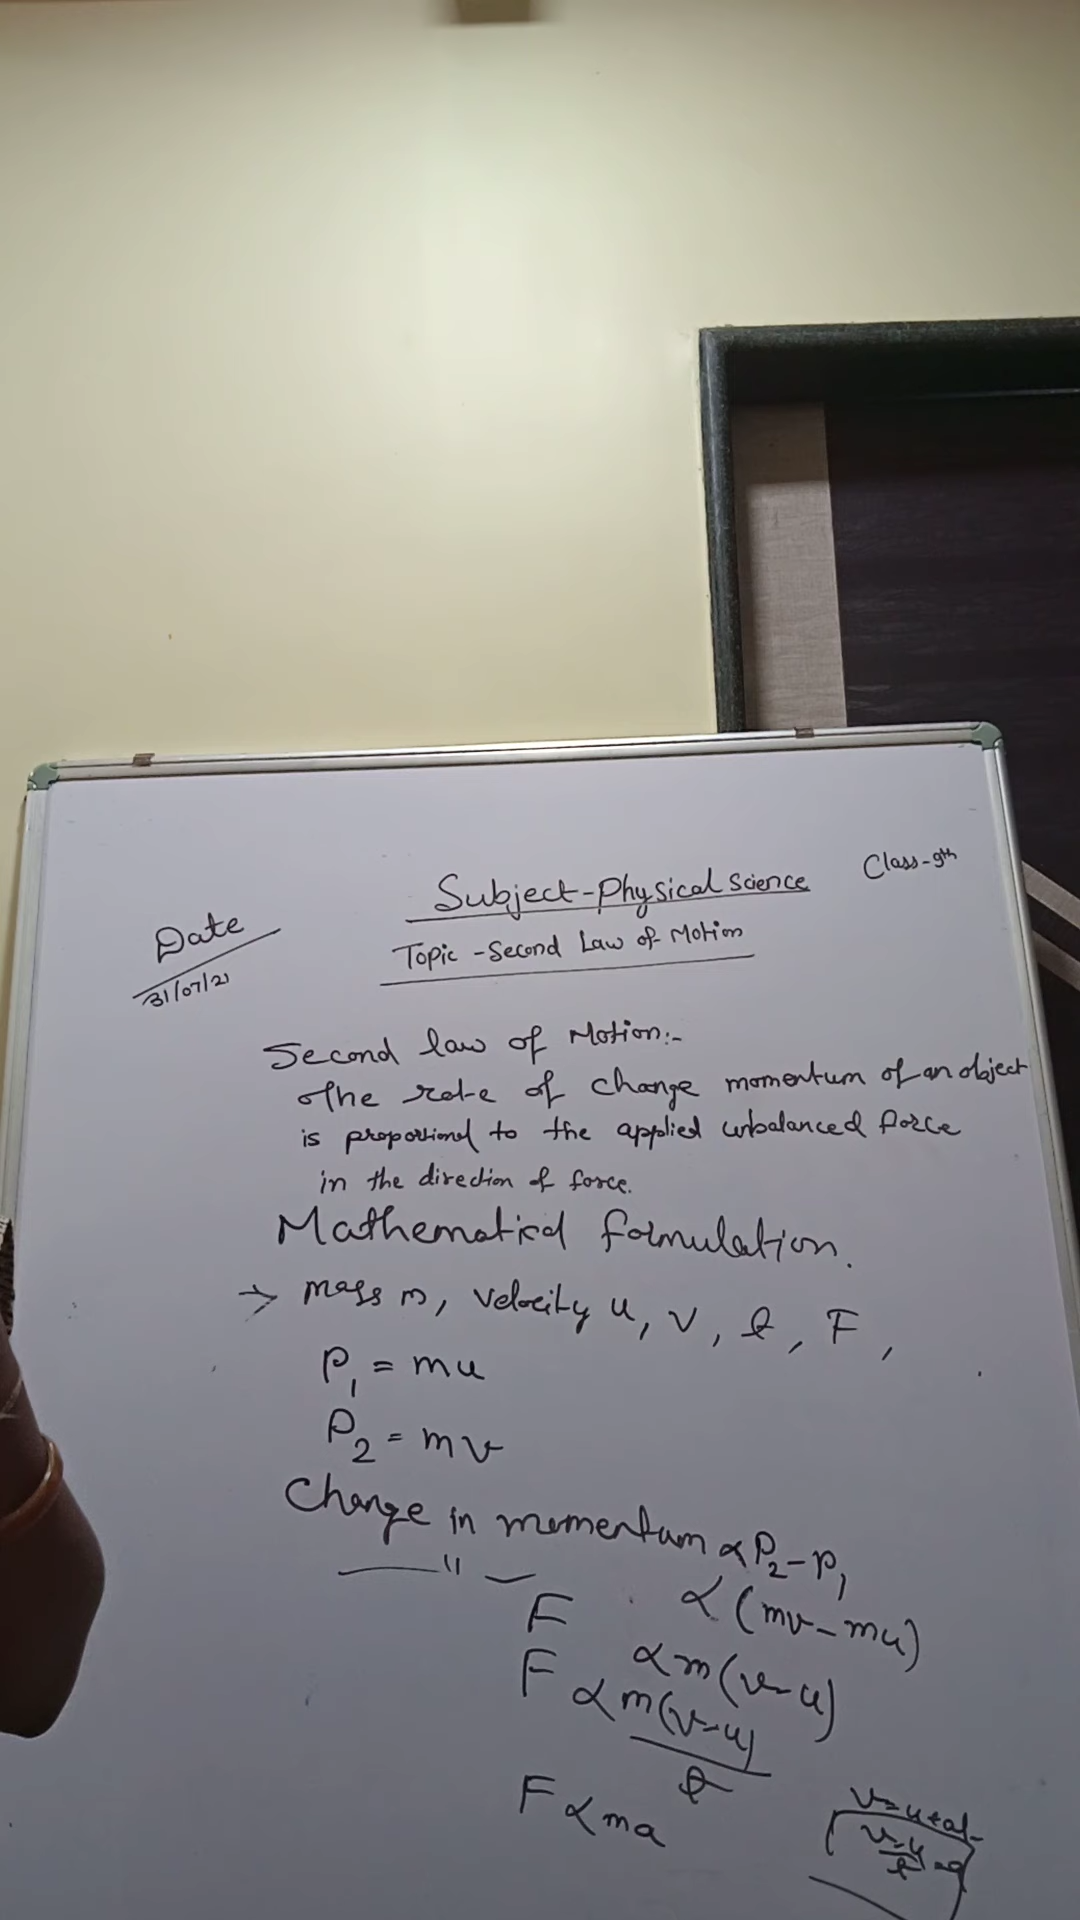 Subject-Physical Science
Class-9th
Topic -Second Law of Motion
Date
31/07/21
Second law of Motion:-
The rate of change momentum of an object
is proportional to the applied unbalanced force
in the direction of force.
Mathematical formulation.
→ mass m, velocity u, v, t, F,
P₁ = mu
P₂ = mv
Change in momentum ∝ P₂-P₁
—— " —
∝ (mv-mu)
F ∝ m(v-u)
F ∝ m(v-u)/t
F ∝ ma
v=u+at
v-u/t=a